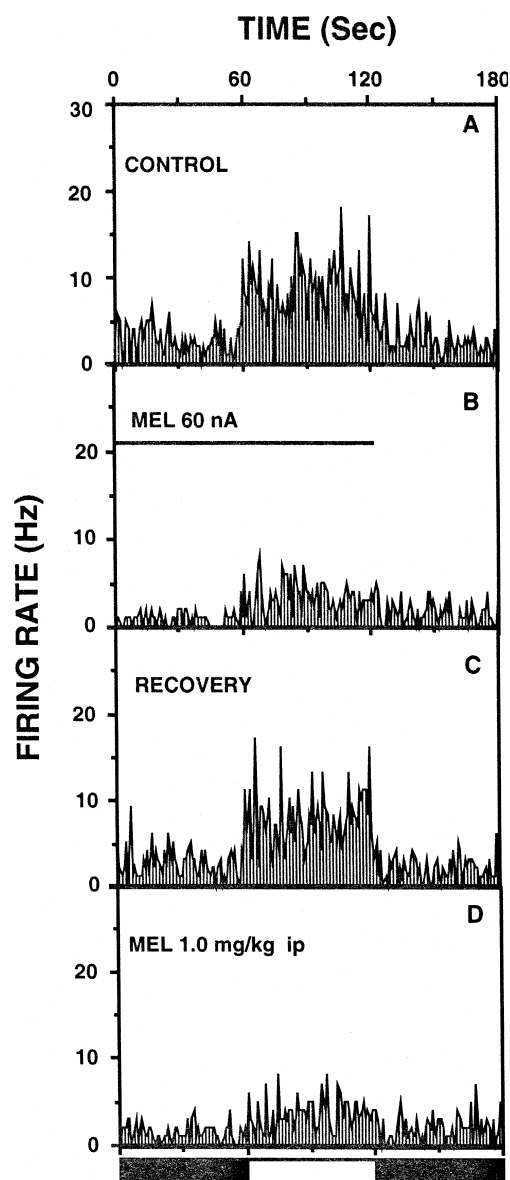 TIME (Sec)
0 60 120 180
30
A
CONTROL
20
10
0
B
MEL 60 nA
20
10
0
C
RECOVERY
20
10
0
D
MEL 1.0 mg/kg ip
20
10
0
FIRING RATE (Hz)